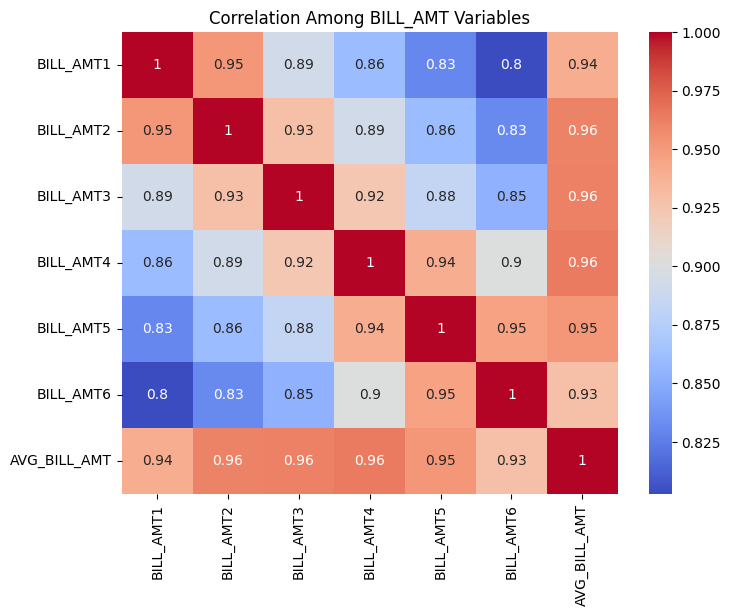 Correlation Among BILL_AMT Variables
BILL_AMT1 1 0.95 0.89 0.86 0.83 0.8 0.94
BILL_AMT2 0.95 1 0.93 0.89 0.86 0.83 0.96
BILL_AMT3 0.89 0.93 1 0.92 0.88 0.85 0.96
BILL_AMT4 0.86 0.89 0.92 1 0.94 0.9 0.96
BILL_AMT5 0.83 0.86 0.88 0.94 1 0.95 0.95
BILL_AMT6 0.8 0.83 0.85 0.9 0.95 1 0.93
AVG_BILL_AMT 0.94 0.96 0.96 0.96 0.95 0.93 1
BILL_AMT1
BILL_AMT2
BILL_AMT3
BILL_AMT4
BILL_AMT5
BILL_AMT6
AVG_BILL_AMT
1.000
0.975
0.950
0.925
0.900
0.875
0.850
0.825